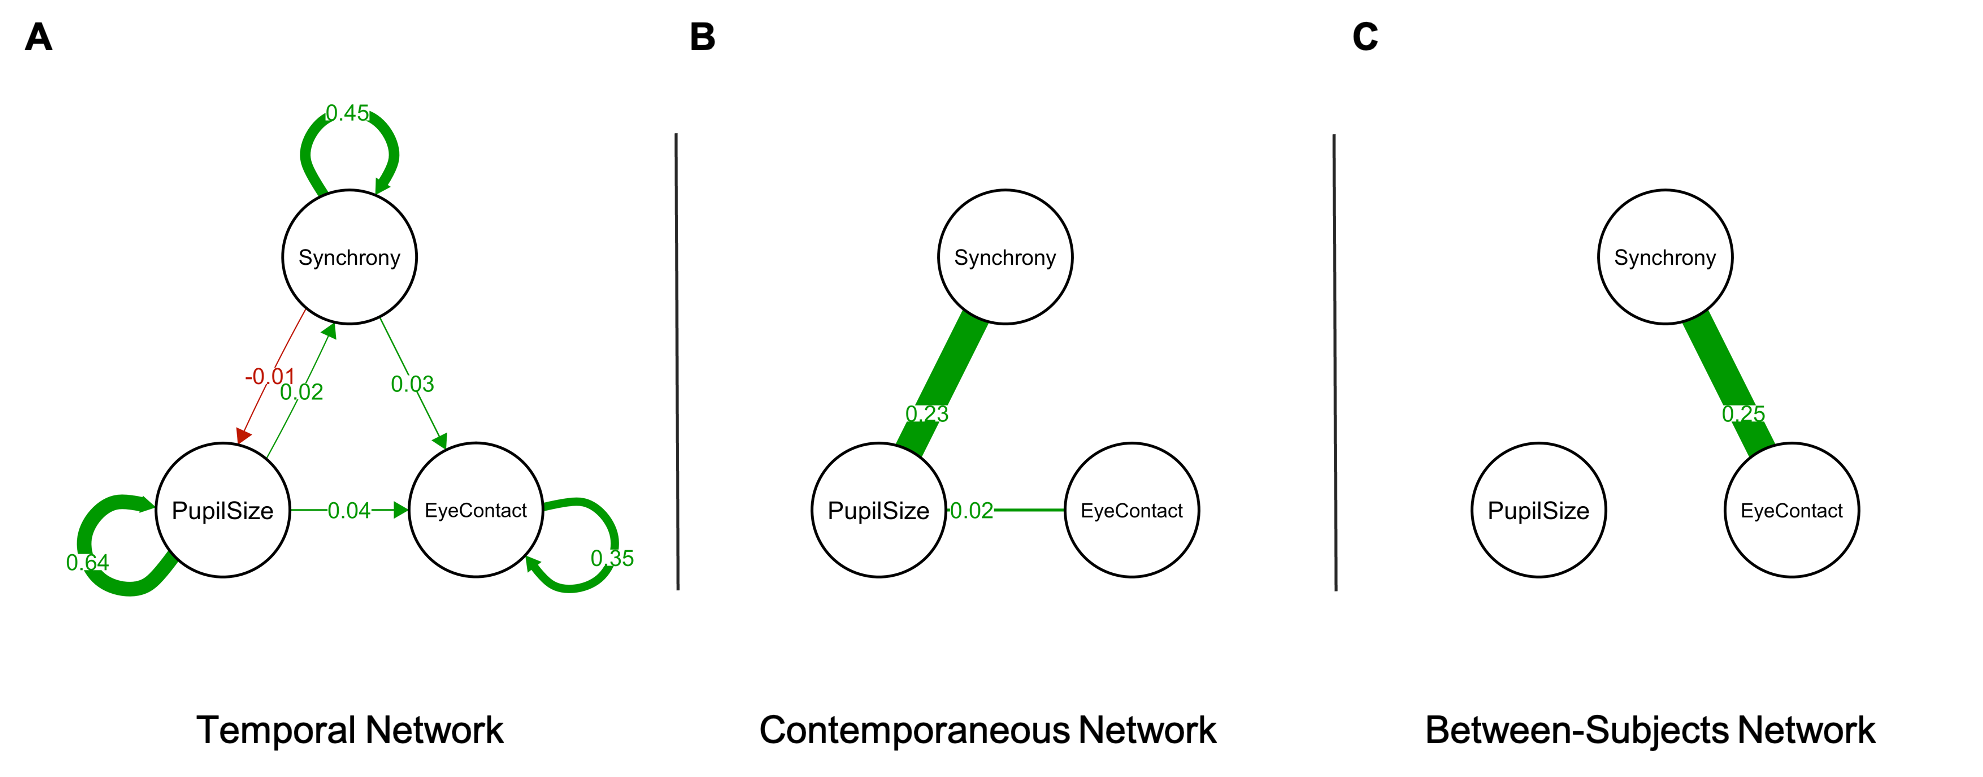 A
B
C
0.45
Synchrony
-0.01
0.02
0.03
PupilSize
0.04
EyeContact
0.64
0.35
Temporal Network
Synchrony
0.23
PupilSize
0.02
EyeContact
Contemporaneous Network
Synchrony
0.25
PupilSize
EyeContact
Between-Subjects Network